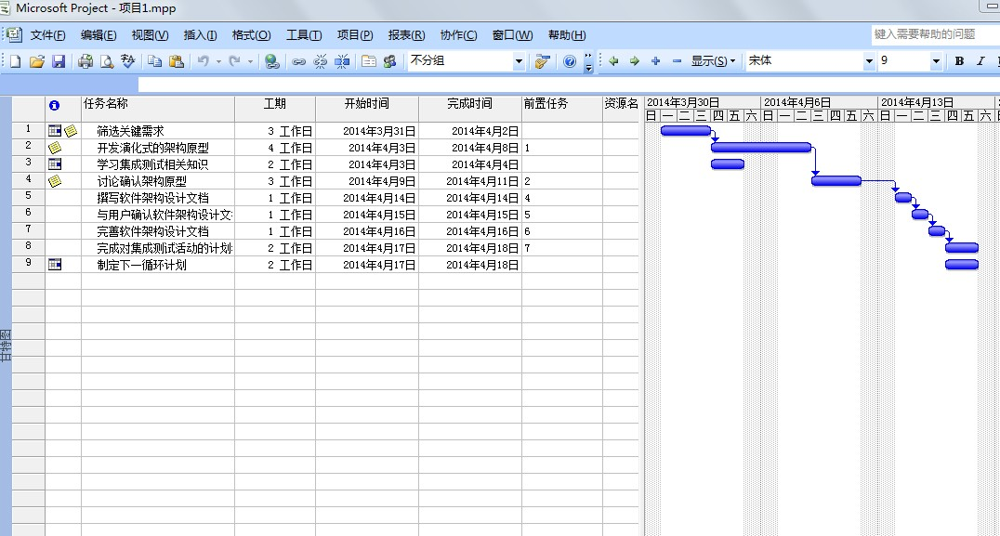 Microsoft Project - 项目1.mpp
文件(F) 编辑(E) 视图(V) 插入(I) 格式(O) 工具(T) 项目(P) 报表(R) 协作(C) 窗口(W) 帮助(H) 键入需要帮助的问题
不分组 显示(S) 宋体 9 B I
任务名称 工期 开始时间 完成时间 前置任务 资源名 2014年3月30日 2014年4月6日 2014年4月13日
日 一 二 三 四 五 六 日 一 二 三 四 五 六 日 一 二 三 四 五 六
1 筛选关键需求 3 工作日 2014年3月31日 2014年4月2日
2 开发演化式的架构原型 4 工作日 2014年4月3日 2014年4月8日 1
3 学习集成测试相关知识 2 工作日 2014年4月3日 2014年4月4日
4 讨论确认架构原型 3 工作日 2014年4月9日 2014年4月11日 2
5 撰写软件架构设计文档 1 工作日 2014年4月14日 2014年4月14日 4
6 与用户确认软件架构设计文 1 工作日 2014年4月15日 2014年4月15日 5
7 完善软件架构设计文档 1 工作日 2014年4月16日 2014年4月16日 6
8 完成对集成测试活动的计划 2 工作日 2014年4月17日 2014年4月18日 7
9 制定下一循环计划 2 工作日 2014年4月17日 2014年4月18日